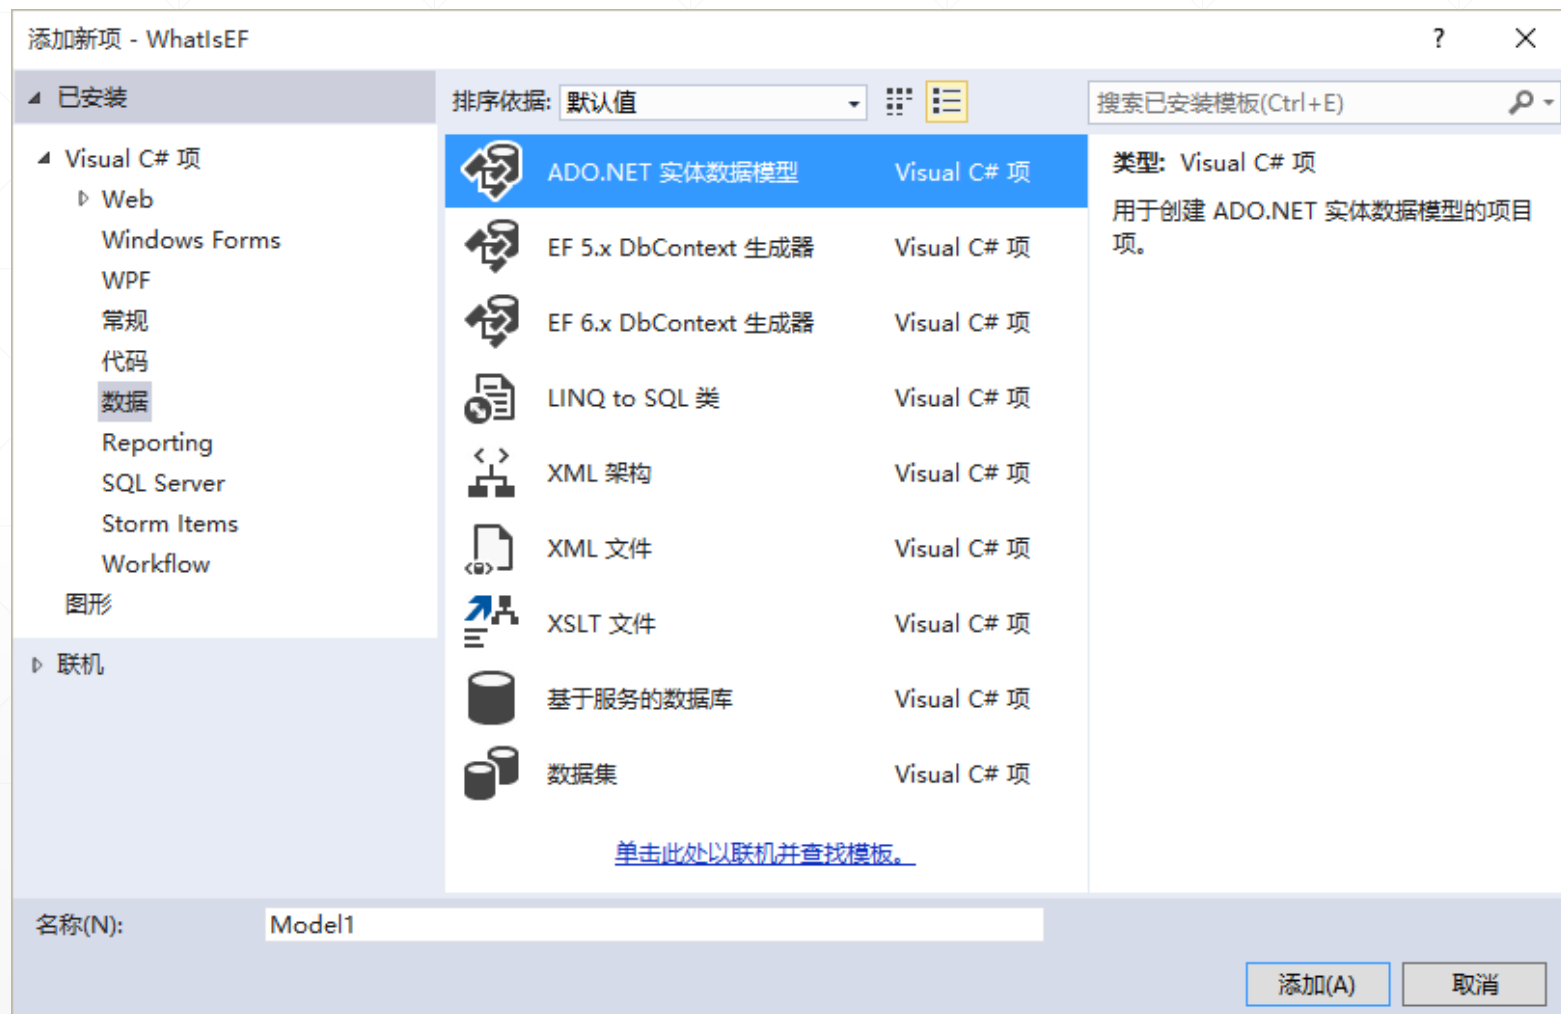 添加新项 - WhatIsEF
?
已安装
排序依据: 默认值
搜索已安装模板(Ctrl+E)
Visual C# 项
Web
Windows Forms
WPF
常规
代码
数据
Reporting
SQL Server
Storm Items
Workflow
图形
联机
ADO.NET 实体数据模型 Visual C# 项
EF 5.x DbContext 生成器 Visual C# 项
EF 6.x DbContext 生成器 Visual C# 项
LINQ to SQL 类 Visual C# 项
XML 架构 Visual C# 项
XML 文件 Visual C# 项
XSLT 文件 Visual C# 项
基于服务的数据库 Visual C# 项
数据集 Visual C# 项
单击此处以联机并查找模板。
类型: Visual C# 项
用于创建 ADO.NET 实体数据模型的项目
项。
名称(N): Model1
添加(A) 取消